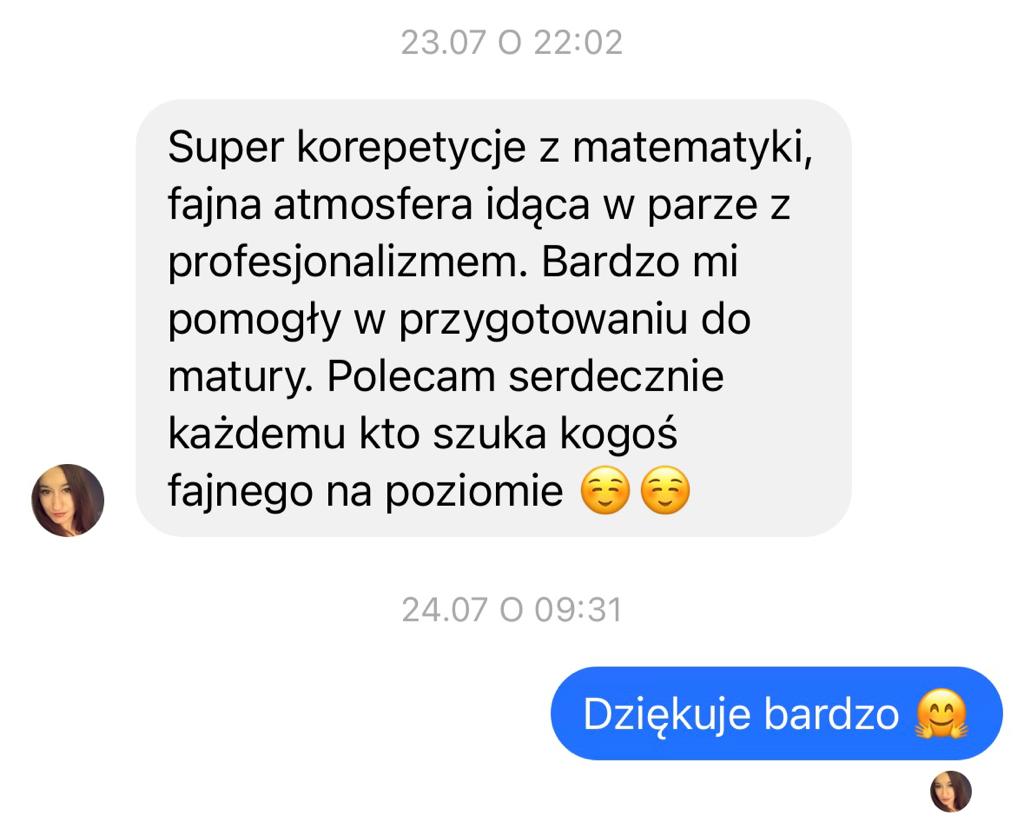 23.07 O 22:02
Super korepetycje z matematyki,
fajna atmosfera idąca w parze z
profesjonalizmem. Bardzo mi
pomogły w przygotowaniu do
matury. Polecam serdecznie
każdemu kto szuka kogoś
fajnego na poziomie ☺️☺️
24.07 O 09:31
Dziękuje bardzo 🤗